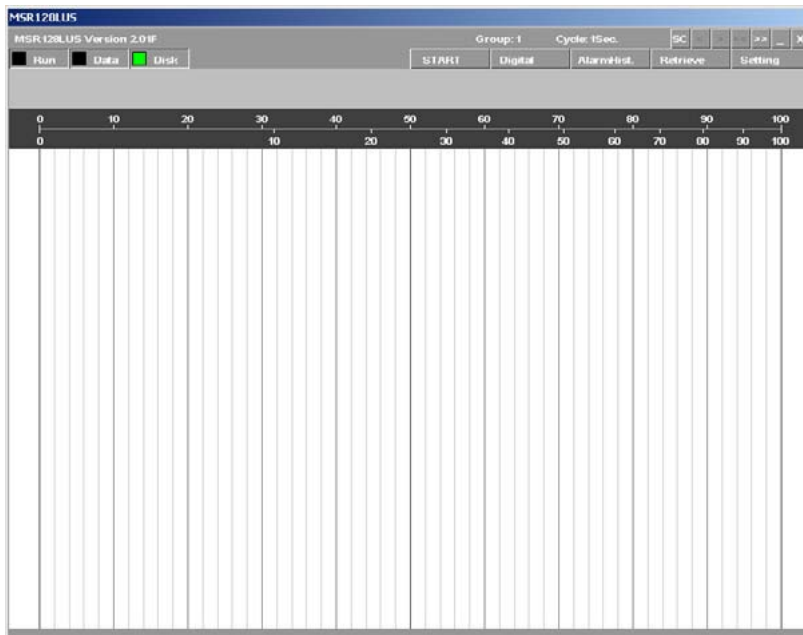 MSR128LUS
MSR128LUS Version 2.01F Group: 1 Cycle: 1Sec. SC < > << >> _ X
Run Data Disk START Digital AlarmHist. Retrieve Setting
0 10 20 30 40 50 60 70 80 90 100
0 10 20 30 40 50 60 70 80 90 100